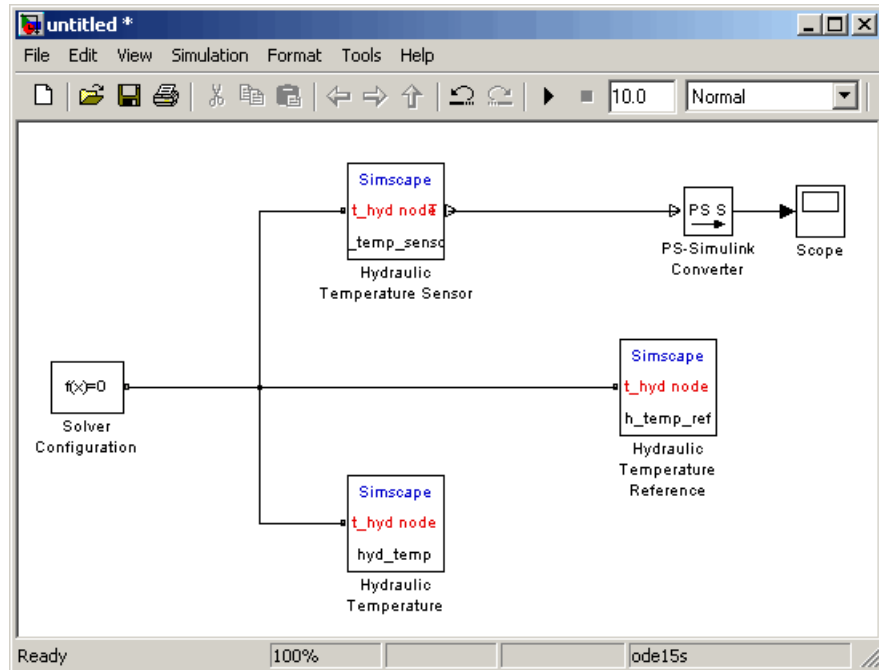 untitled *
File Edit View Simulation Format Tools Help
10.0 Normal
Simscape
t_hyd node T
_temp_senso
Hydraulic
Temperature Sensor
PS S
PS-Simulink
Converter
Scope
f(x)=0
Solver
Configuration
Simscape
t_hyd node
h_temp_ref
Hydraulic
Temperature
Reference
Simscape
t_hyd node
hyd_temp
Hydraulic
Temperature
Ready 100% ode15s